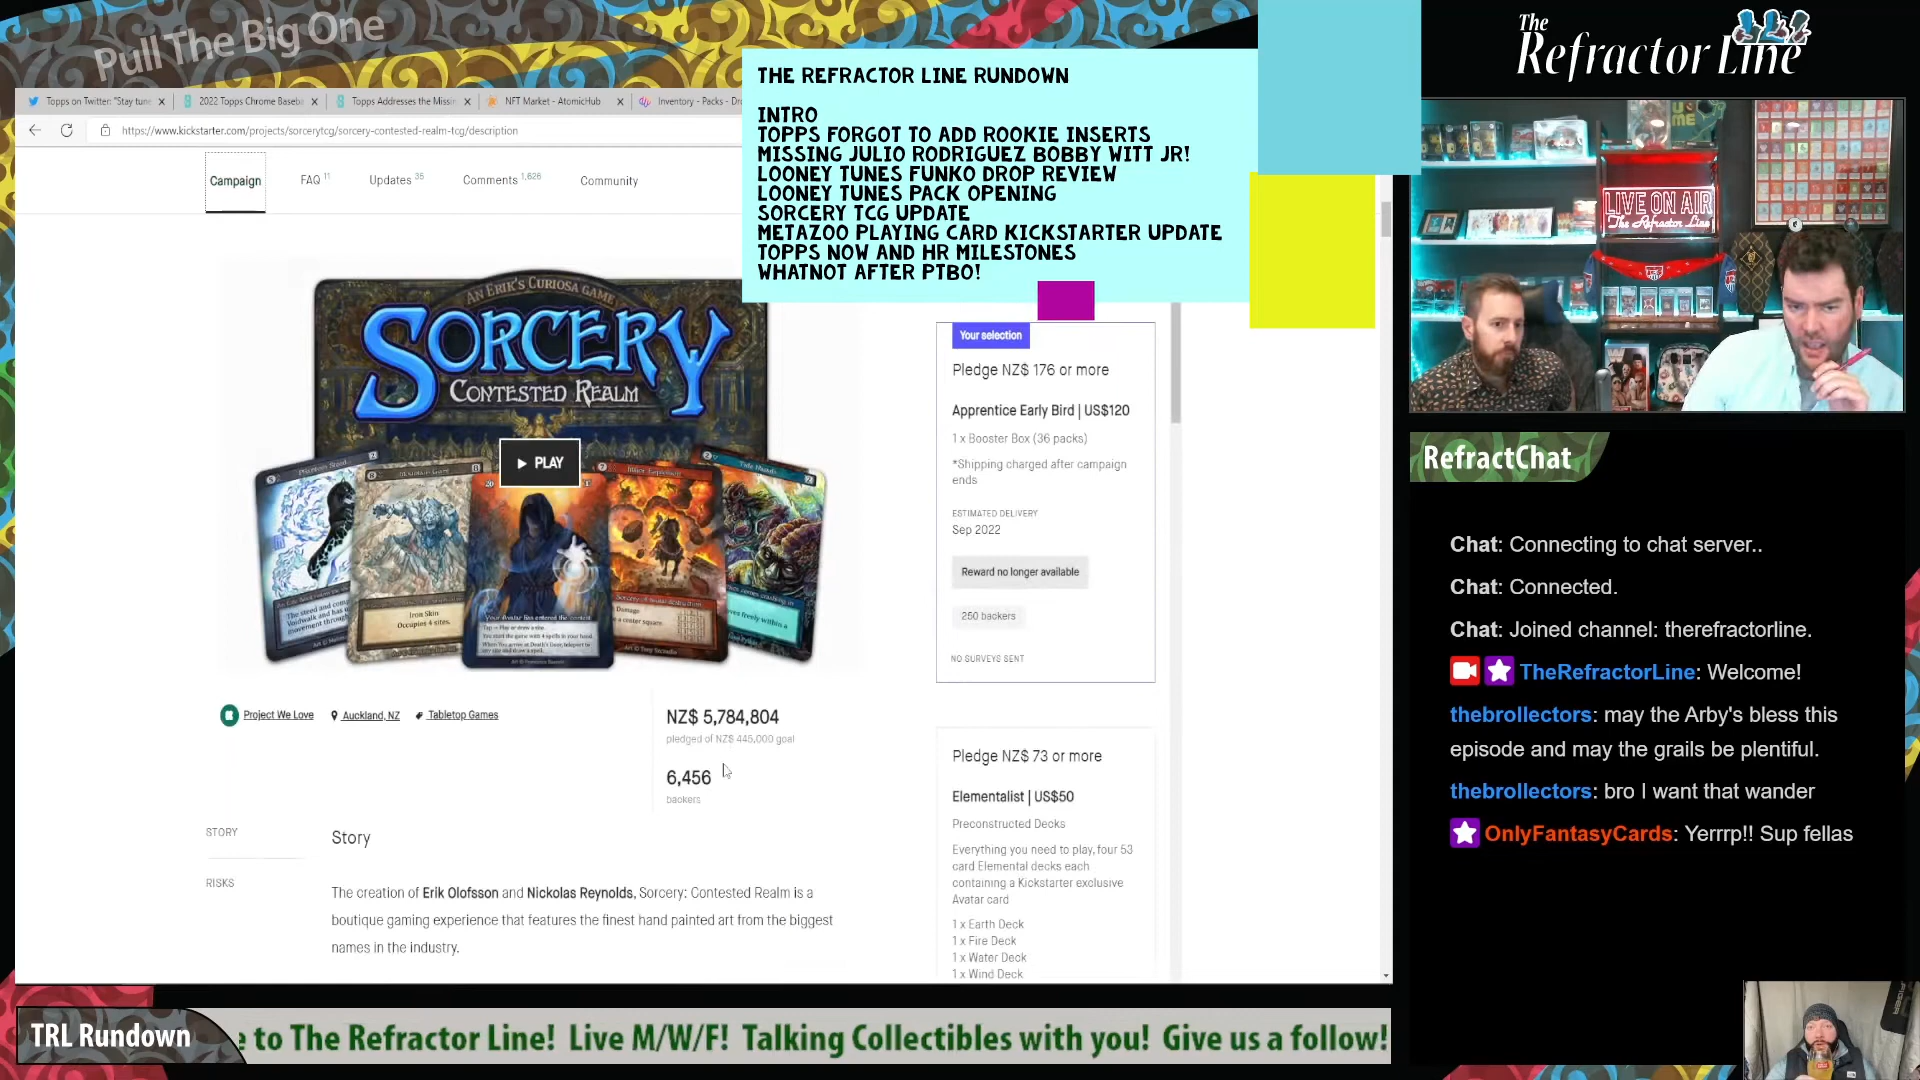 Pull The Big One
Topps on Twitter: "Stay tune
2022 Topps Chrome Baseba
Topps Addresses the Missin
NFT Market - AtomicHub
Inventory - Packs - Dr
https://www.kickstarter.com/projects/sorcerytcg/sorcery-contested-realm-tcg/description
Campaign
FAQ 11
Updates 35
Comments 1,626
Community
THE REFRACTOR LINE RUNDOWN
INTRO
TOPPS FORGOT TO ADD ROOKIE INSERTS
MISSING JULIO RODRIGUEZ BOBBY WITT JR!
LOONEY TUNES FUNKO DROP REVIEW
LOONEY TUNES PACK OPENING
SORCERY TCG UPDATE
METAZOO PLAYING CARD KICKSTARTER UPDATE
TOPPS NOW AND HR MILESTONES
WHATNOT AFTER PTBO!
AN ERIK'S CURIOSA GAME
SORCERY
CONTESTED REALM
PLAY
Iron Skin
Occupies 4 sites.
Project We Love
Auckland, NZ
Tabletop Games
NZ$ 5,784,804
pledged of NZ$ 445,000 goal
6,456
backers
STORY
RISKS
Story
The creation of Erik Olofsson and Nickolas Reynolds, Sorcery: Contested Realm is a
boutique gaming experience that features the finest hand painted art from the biggest
names in the industry.
Your selection
Pledge NZ$ 176 or more
Apprentice Early Bird | US$120
1 x Booster Box (36 packs)
*Shipping charged after campaign
ends
ESTIMATED DELIVERY
Sep 2022
Reward no longer available
250 backers
NO SURVEYS SENT
Pledge NZ$ 73 or more
Elementalist | US$50
Preconstructed Decks
Everything you need to play, four 53
card Elemental decks each
containing a Kickstarter exclusive
Avatar card
1 x Earth Deck
1 x Fire Deck
1 x Water Deck
1 x Wind Deck
The
Refractor Line
LIVE ON AIR
The Refractor Line
RefractChat
Chat: Connecting to chat server..
Chat: Connected.
Chat: Joined channel: therefractorline.
TheRefractorLine: Welcome!
thebrollectors: may the Arby's bless this
episode and may the grails be plentiful.
thebrollectors: bro I want that wander
OnlyFantasyCards: Yerrrp!! Sup fellas
TRL Rundown
e to The Refractor Line! Live M/W/F! Talking Collectibles with you! Give us a follow!